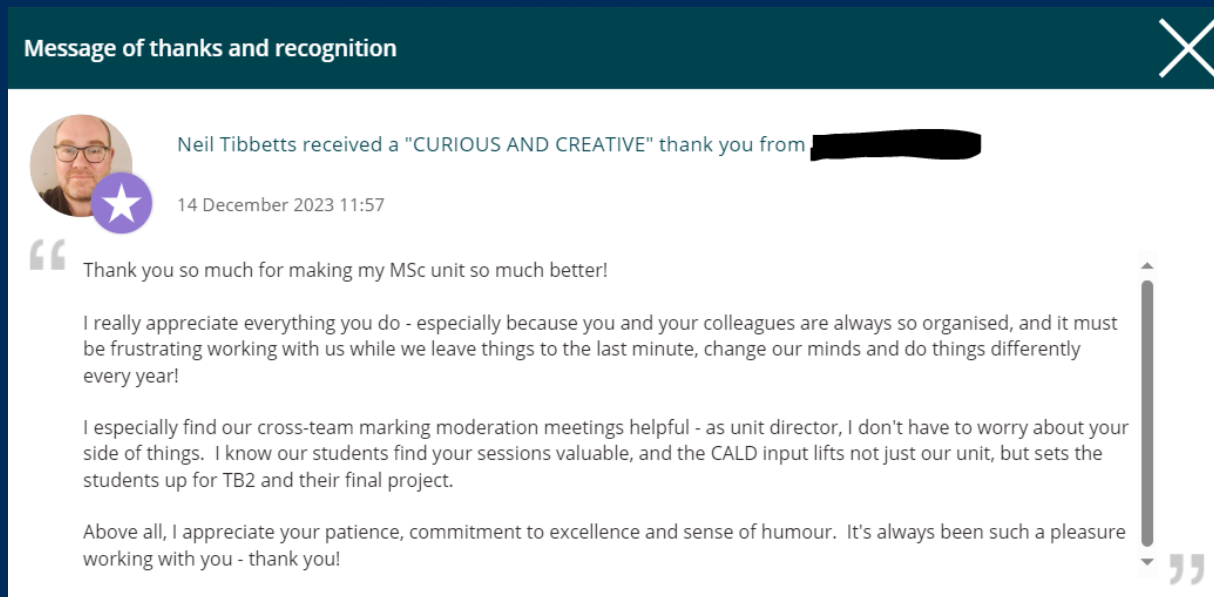 Message of thanks and recognition
Neil Tibbetts received a "CURIOUS AND CREATIVE" thank you from
14 December 2023 11:57
Thank you so much for making my MSc unit so much better!
I really appreciate everything you do - especially because you and your colleagues are always so organised, and it must
be frustrating working with us while we leave things to the last minute, change our minds and do things differently
every year!
I especially find our cross-team marking moderation meetings helpful - as unit director, I don't have to worry about your
side of things.  I know our students find your sessions valuable, and the CALD input lifts not just our unit, but sets the
students up for TB2 and their final project.
Above all, I appreciate your patience, commitment to excellence and sense of humour.  It's always been such a pleasure
working with you - thank you!